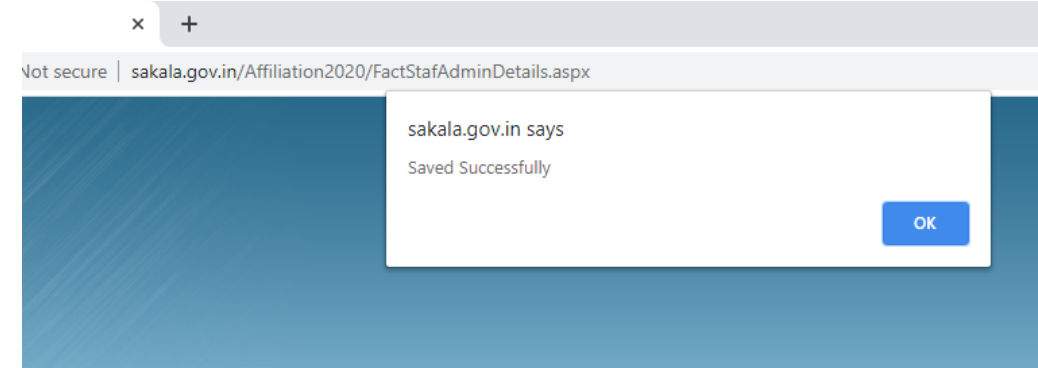 Not secure | sakala.gov.in/Affiliation2020/FactStafAdminDetails.aspx
sakala.gov.in says
Saved Successfully
OK